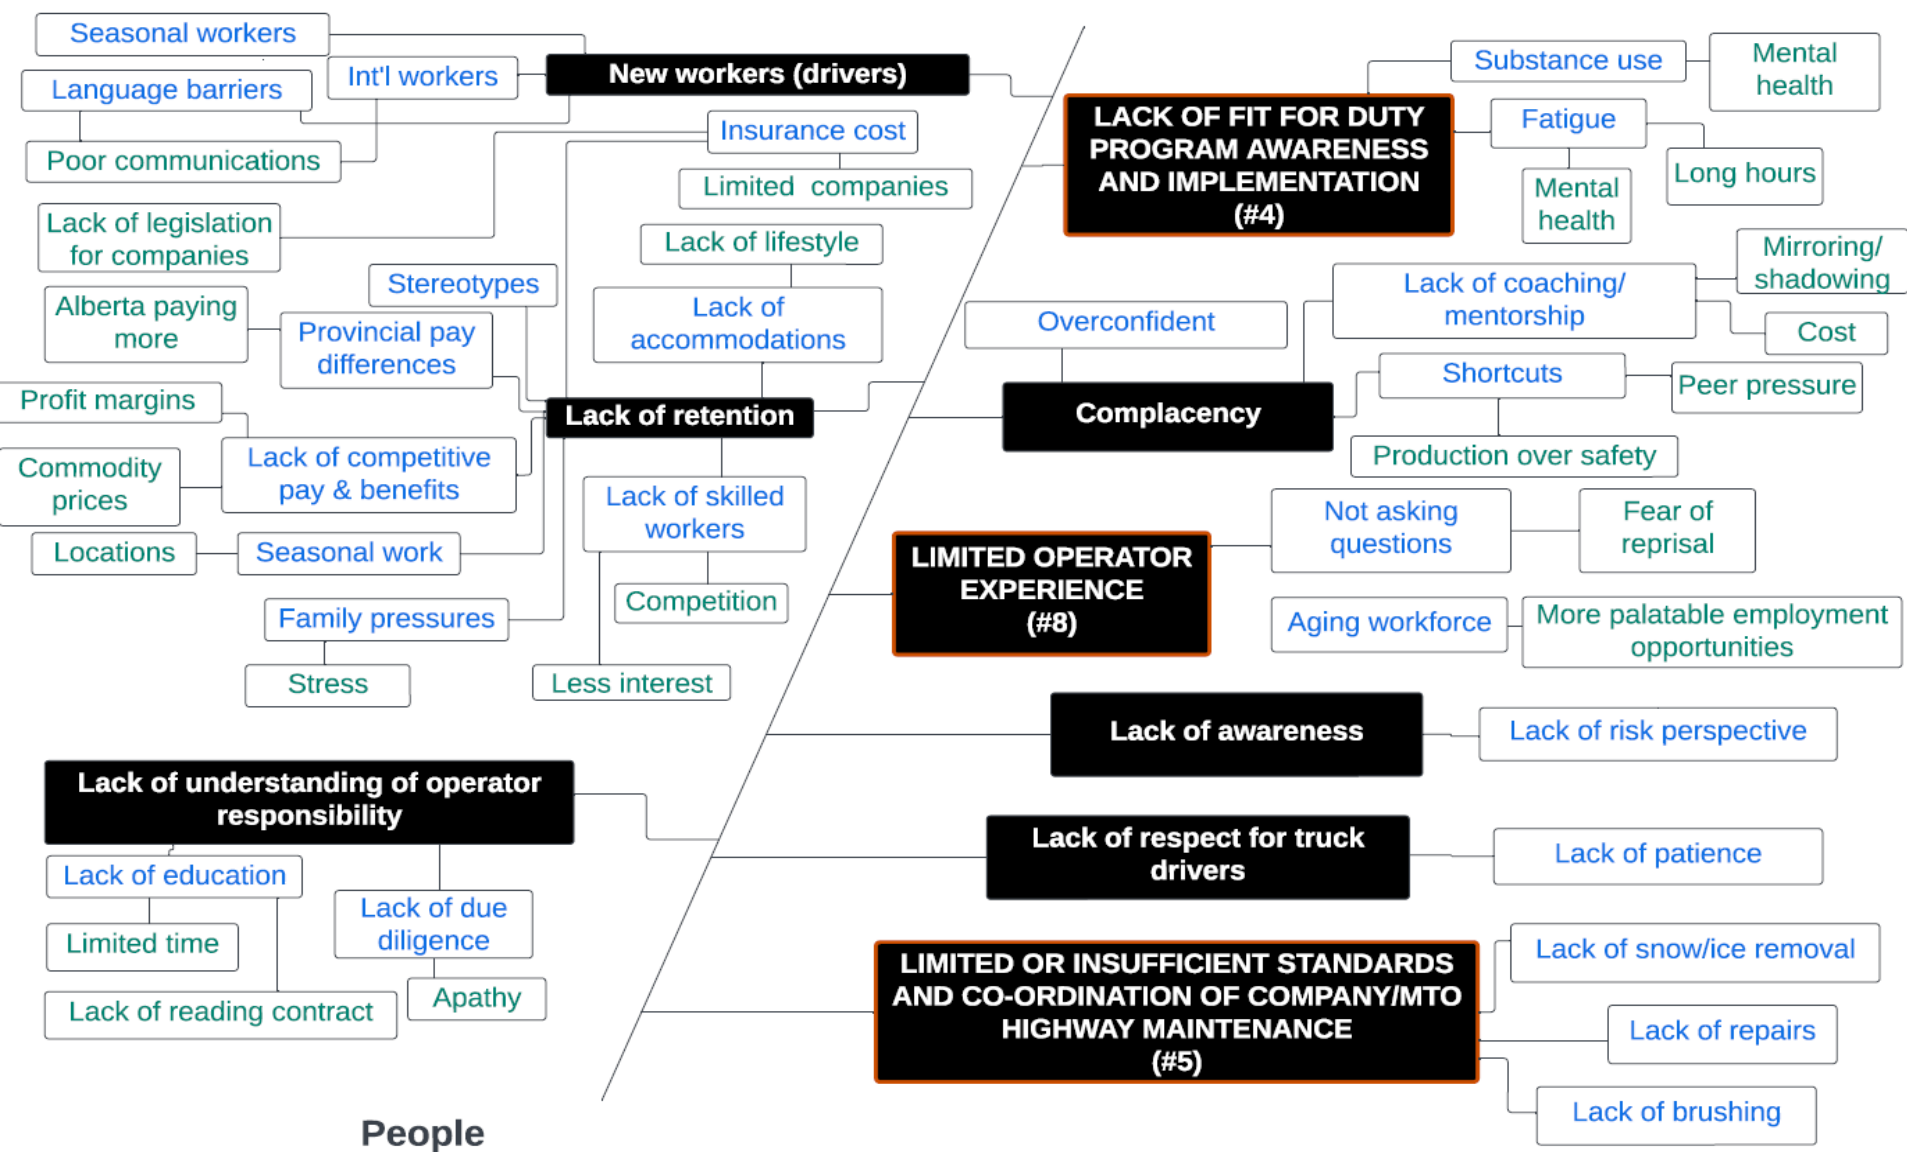 Seasonal workers
Int'l workers
Language barriers
Poor communications
New workers (drivers)
Insurance cost
Limited  companies
Lack of legislation
for companies
Lack of lifestyle
Stereotypes
Lack of
accommodations
Alberta paying
more
Provincial pay
differences
Profit margins
Lack of retention
Commodity
prices
Lack of competitive
pay & benefits
Lack of skilled
workers
Locations
Seasonal work
Competition
Family pressures
Stress
Less interest
Lack of understanding of operator
responsibility
Lack of education
Limited time
Lack of reading contract
Lack of due
diligence
Apathy
People
LACK OF FIT FOR DUTY
PROGRAM AWARENESS
AND IMPLEMENTATION
(#4)
Substance use
Mental
health
Fatigue
Mental
health
Long hours
Overconfident
Lack of coaching/
mentorship
Mirroring/
shadowing
Cost
Complacency
Shortcuts
Peer pressure
Production over safety
LIMITED OPERATOR
EXPERIENCE
(#8)
Not asking
questions
Fear of
reprisal
Aging workforce
More palatable employment
opportunities
Lack of awareness
Lack of risk perspective
Lack of respect for truck
drivers
Lack of patience
LIMITED OR INSUFFICIENT STANDARDS
AND CO-ORDINATION OF COMPANY/MTO
HIGHWAY MAINTENANCE
(#5)
Lack of snow/ice removal
Lack of repairs
Lack of brushing